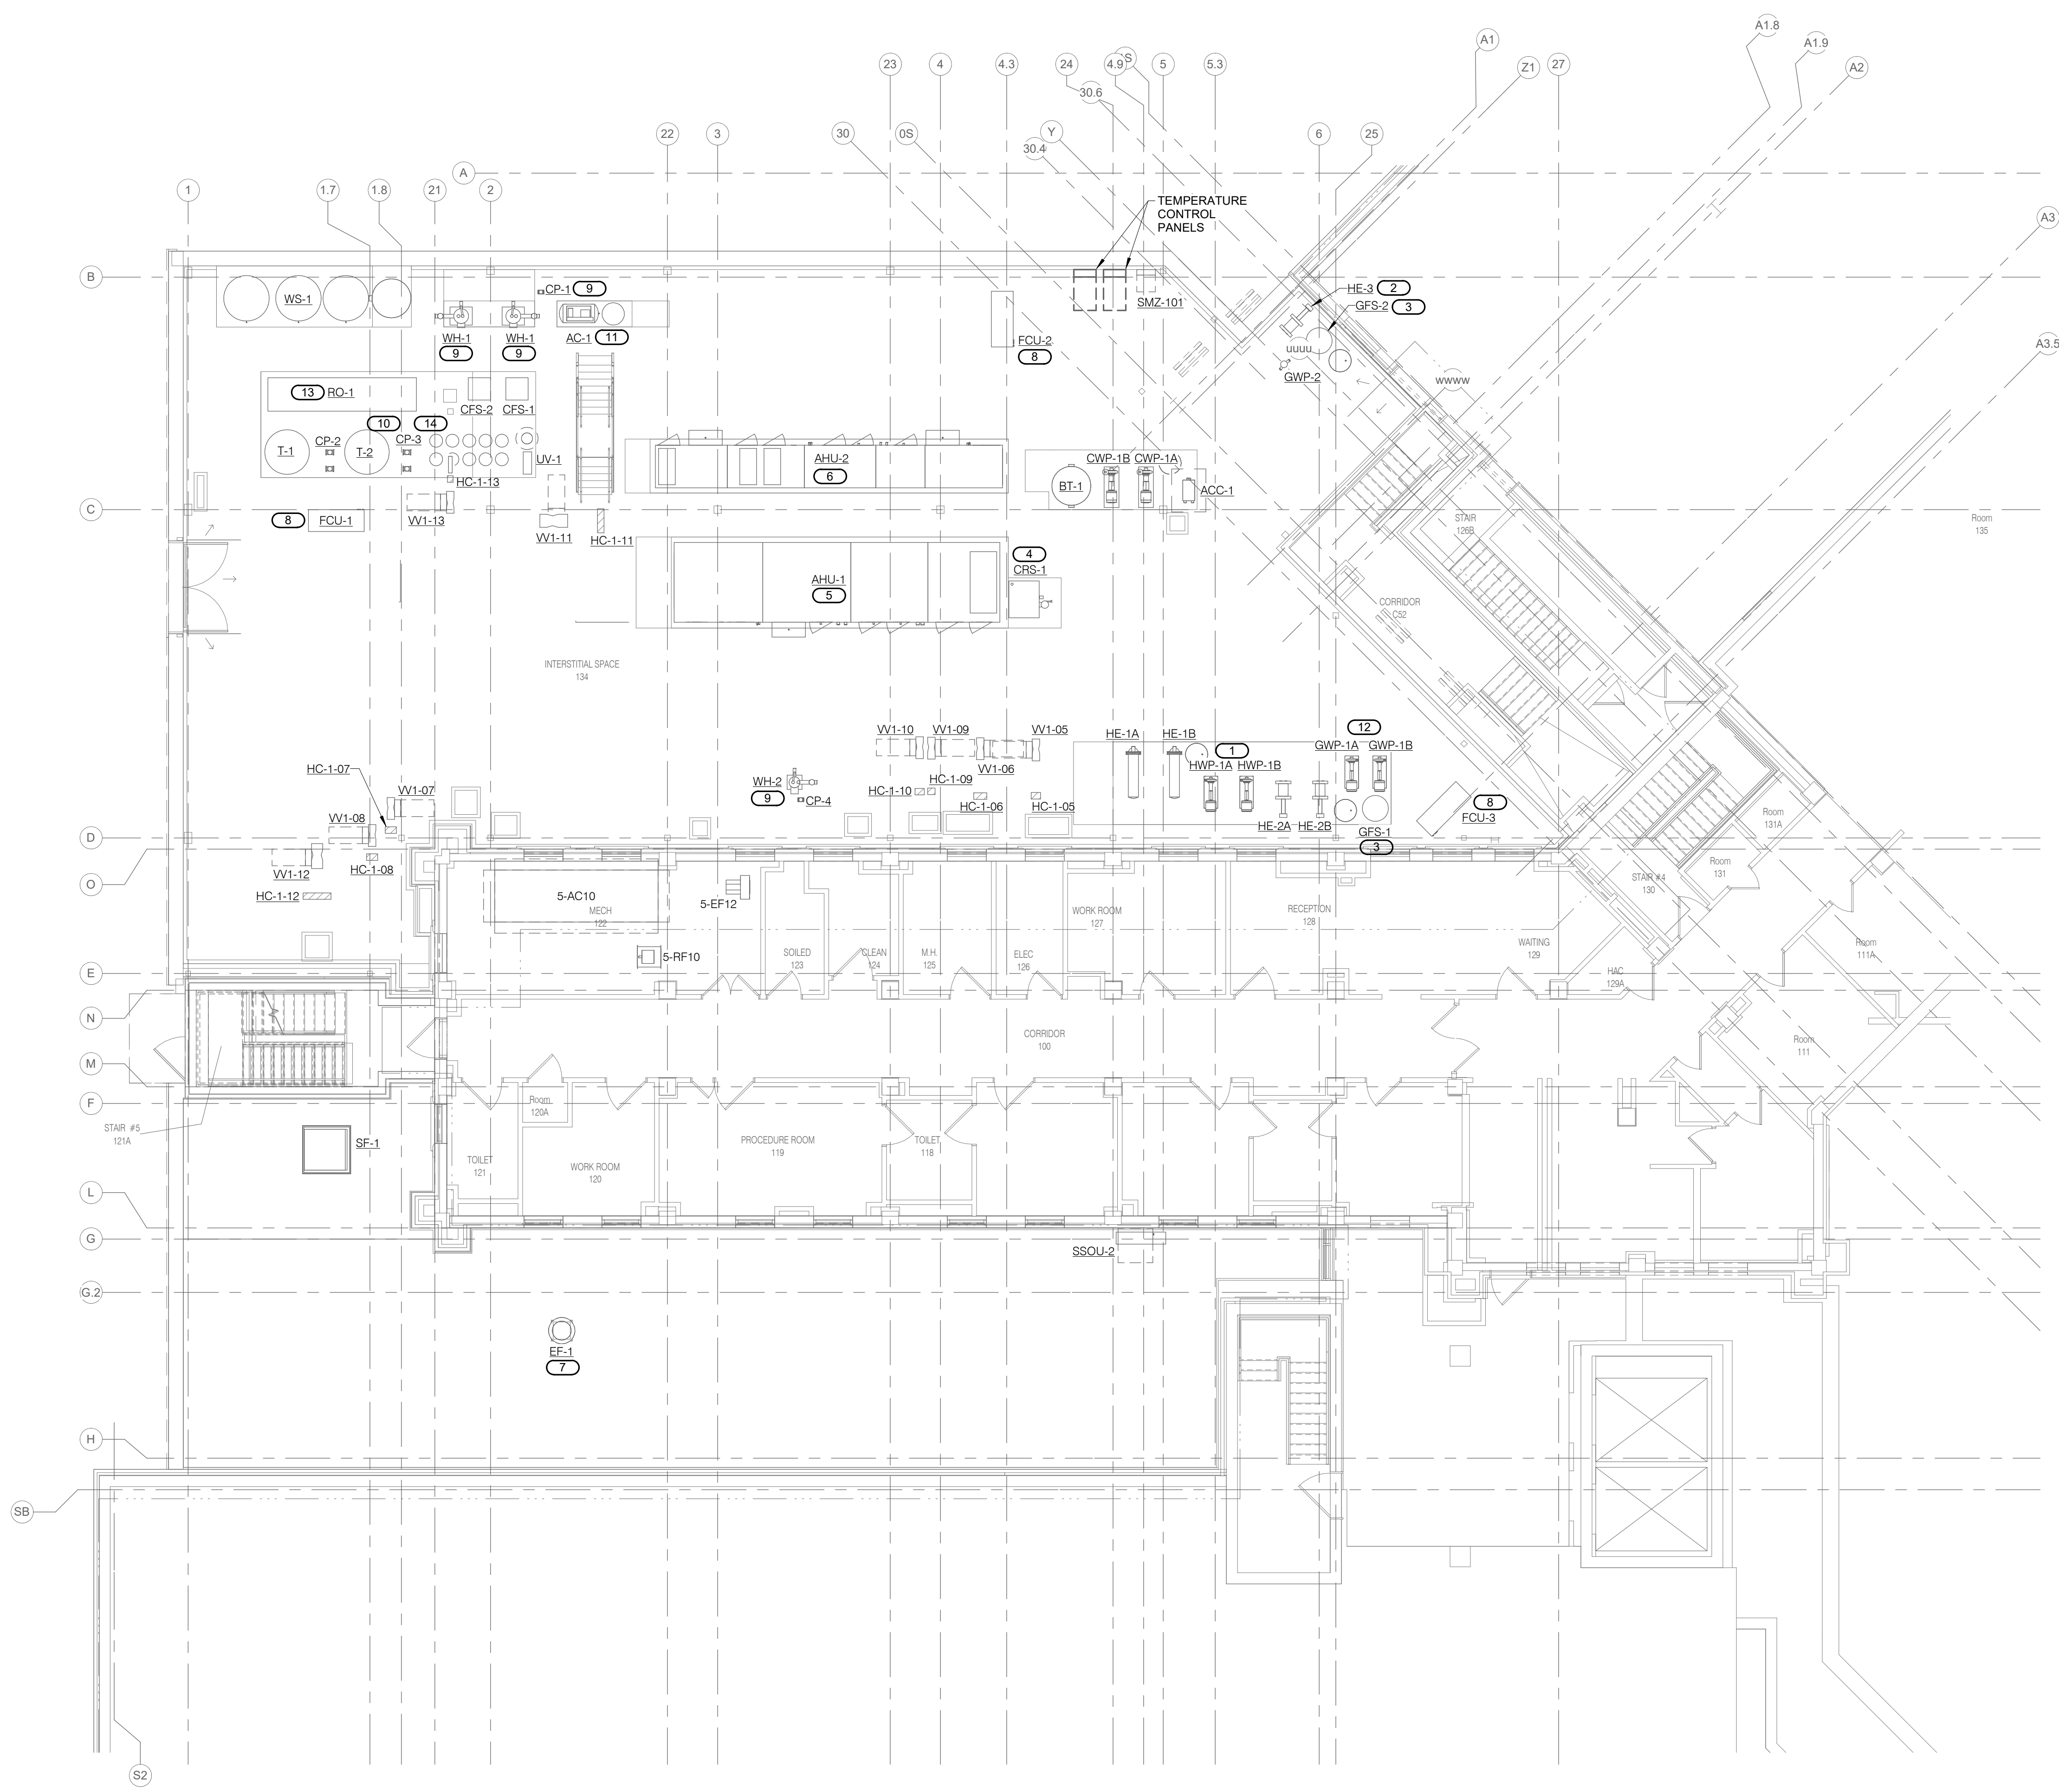 A1.8
A1
A1.9
23
4
4.3
24
4.9
5
5.3
Z1
27
A2
30.6
22
3
30
0S
Y
6
25
30.4
A
1
1.7
1.8
21
2
TEMPERATURE
CONTROL
PANELS
A3
B
WS-1
CP-1
9
SMZ-101
HE-3
2
GFS-2
3
WH-1
9
WH-1
9
AC-1
11
FCU-2
8
uuuu
GWP-2
A3.5
wwww
13
RO-1
CFS-2
CFS-1
10
14
T-1
CP-2
T-2
CP-3
UV-1
HC-1-13
AHU-2
6
CWP-1B
CWP-1A
BT-1
ACC-1
C
8
FCU-1
VV1-13
VV1-11
HC-1-11
STAIR
126B
Room
135
4
CRS-1
AHU-1
5
CORRIDOR
C52
INTERSTITIAL SPACE
134
VV1-10
VV1-09
VV1-05
VV1-06
HE-1A
HE-1B
1
12
GWP-1A
GWP-1B
HWP-1A
HWP-1B
HC-1-07
VV1-07
WH-2
9
CP-4
HC-1-10
HC-1-09
HC-1-06
HC-1-05
8
FCU-3
VV1-08
HE-2A
HE-2B
GFS-1
3
Room
131A
D
VV1-12
HC-1-08
HC-1-12
O
5-AC10
MECH
122
5-EF12
WORK ROOM
127
RECEPTION
128
STAIR #4
130
Room
131
5-RF10
SOILED
123
CLEAN
124
M.H.
125
ELEC
126
WAITING
129
HAC
129A
Room
111A
E
N
CORRIDOR
100
Room
111
M
F
Room
120A
STAIR #5
121A
SF-1
TOILET
121
WORK ROOM
120
PROCEDURE ROOM
119
TOILET
118
L
G
SSOU-2
G.2
EF-1
7
H
SB
S2